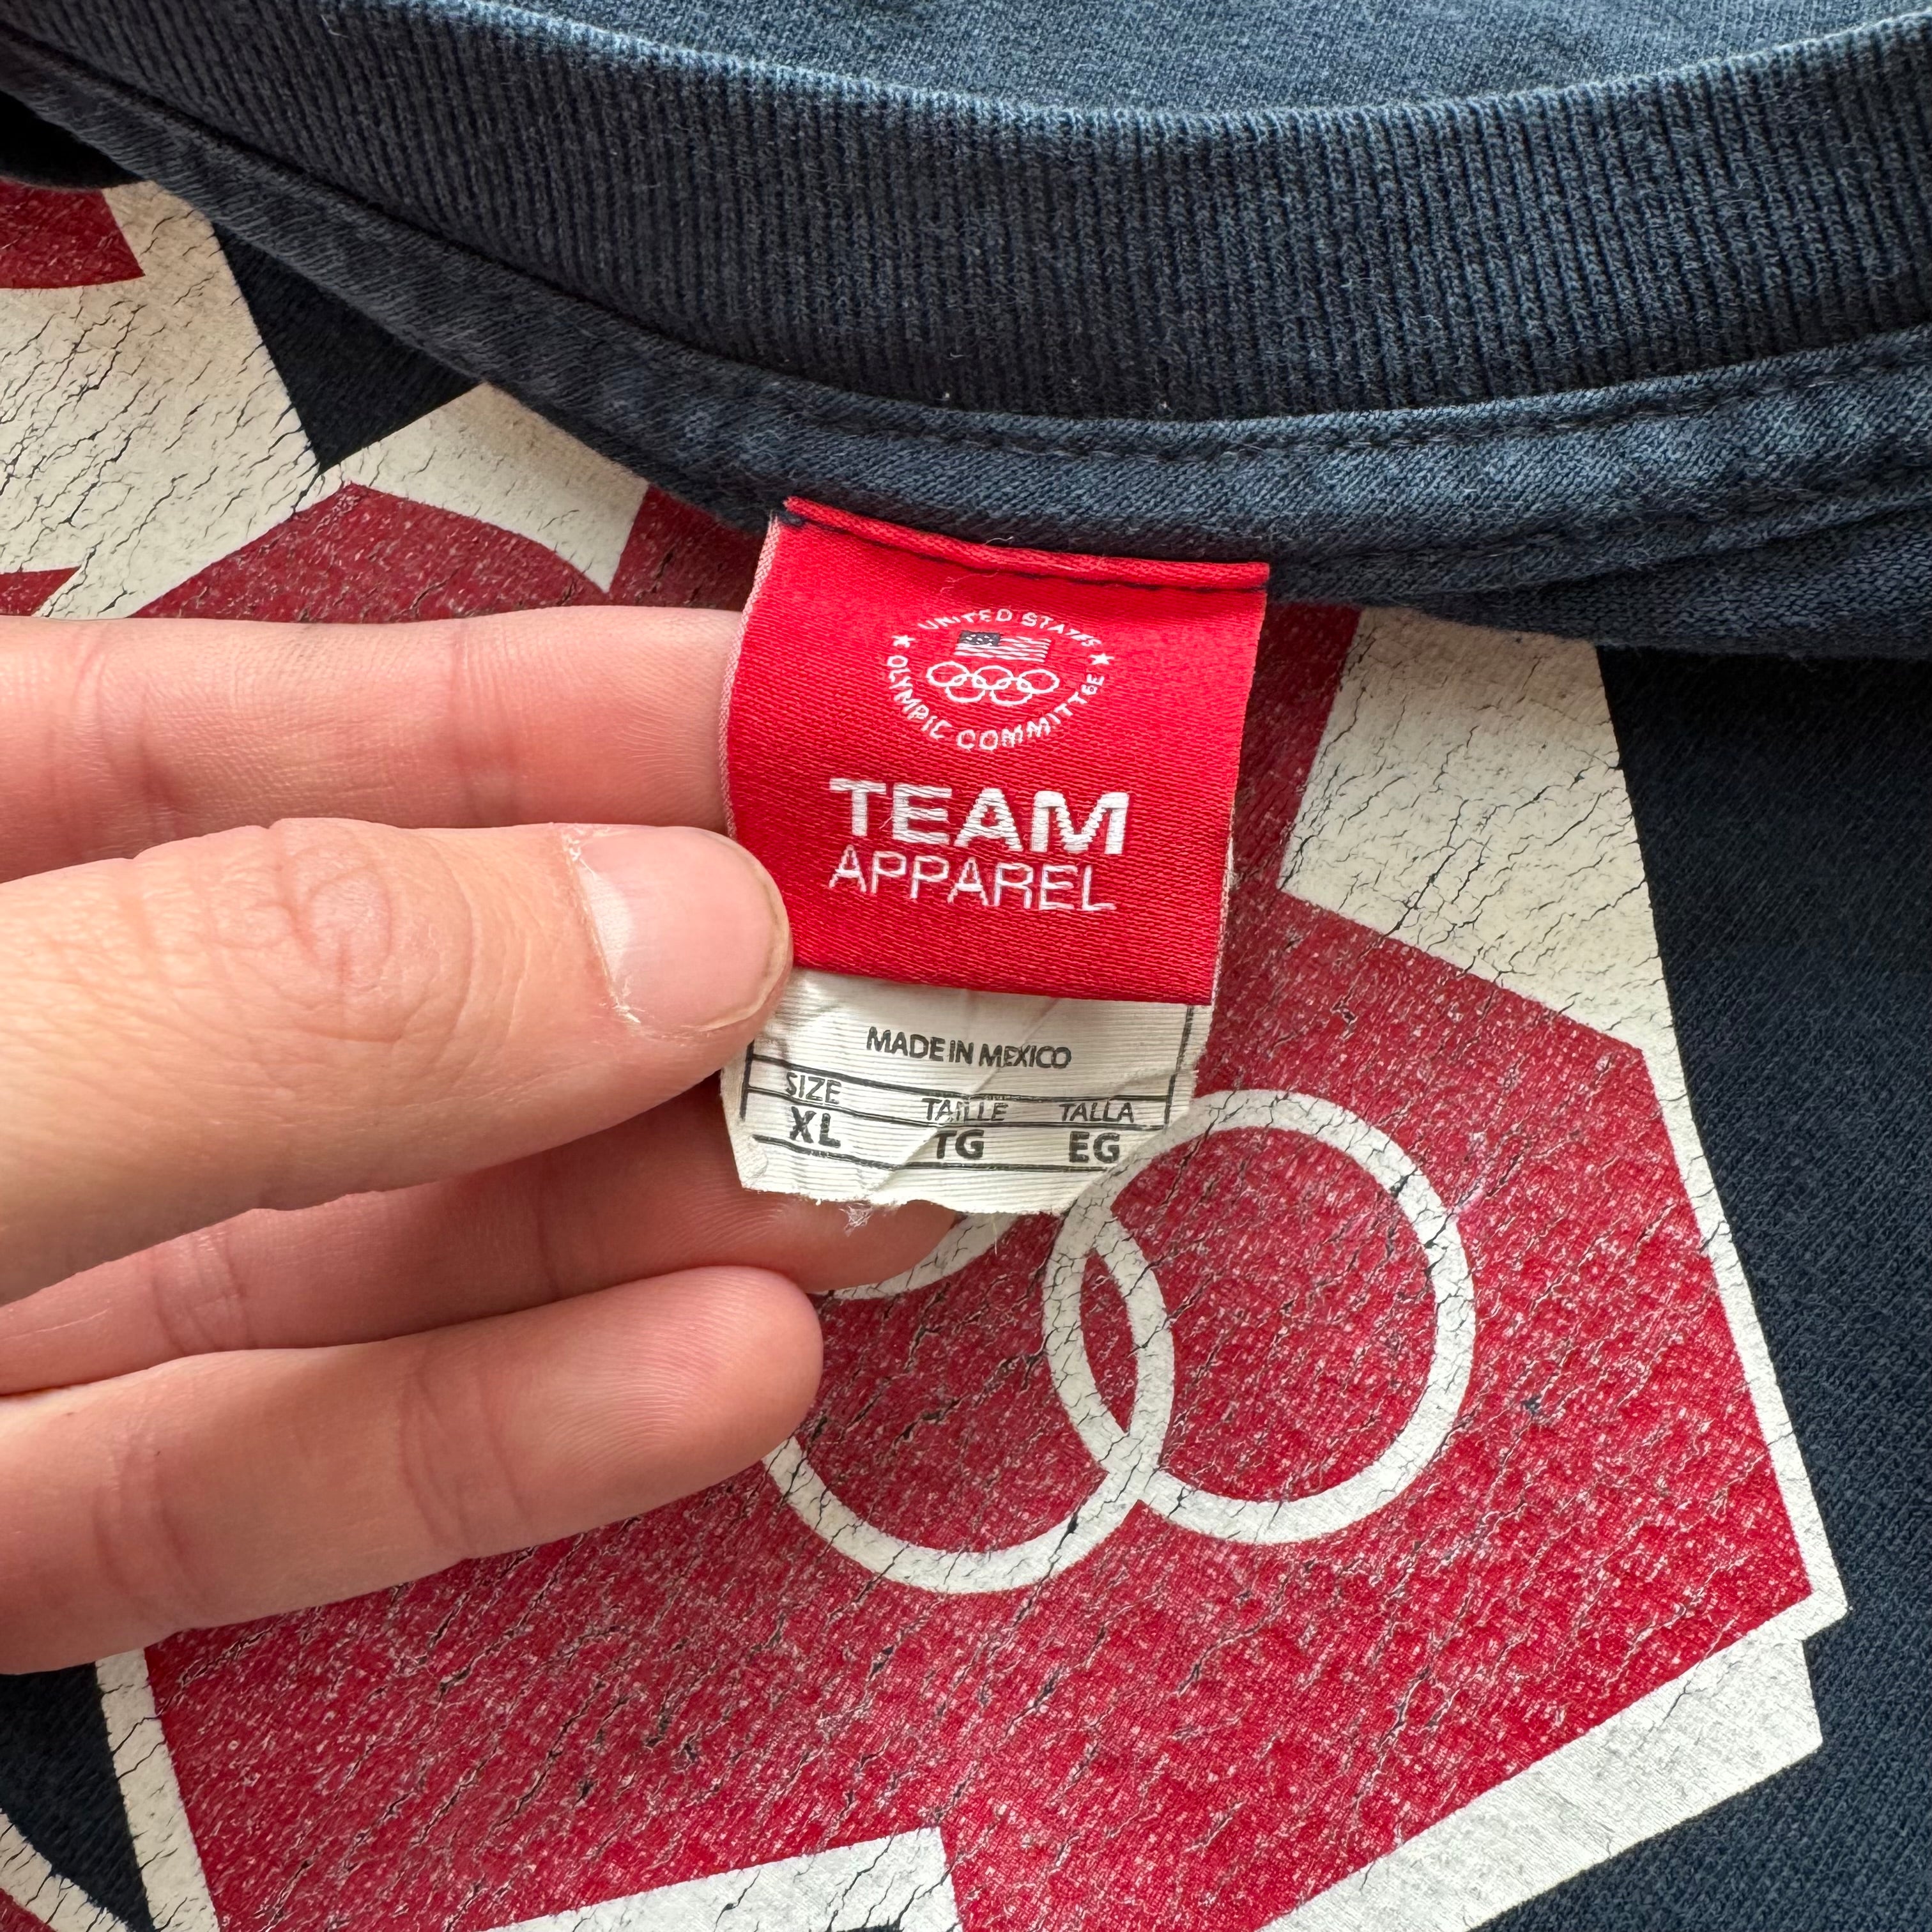 UNITED STATES
OLYMPIC COMMITTEE
TEAM
APPAREL
MADE IN MEXICO
SIZE TAILLE TALLA
XL TG EG